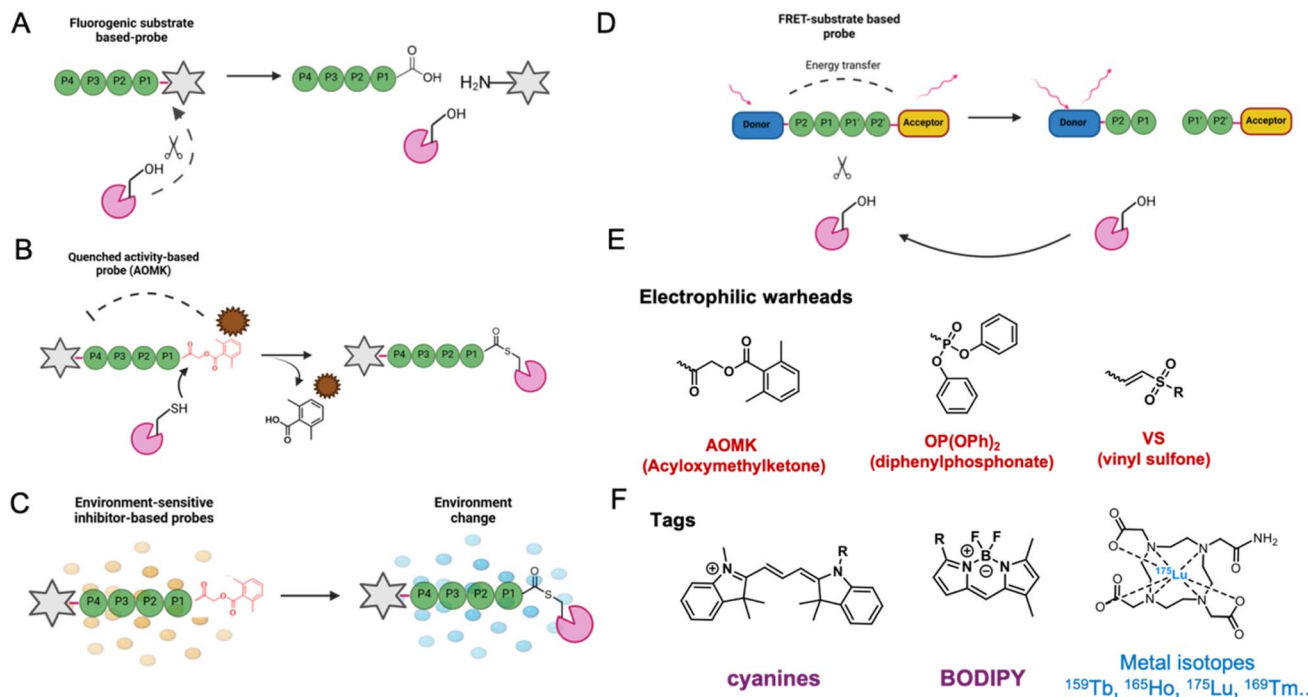 A
Fluorogenic substrate
based-probe
P4 P3 P2 P1
P4 P3 P2 P1
O
OH
H₂N
OH
OH
B
Quenched activity-based
probe (AOMK)
P4 P3 P2 P1
O
O
O
SH
HO
O
P4 P3 P2 P1
O
S
C
Environment-sensitive
inhibitor-based probes
P4 P3 P2 P1
O
O
O
Environment
change
P4 P3 P2 P1
O
S
D
FRET-substrate based
probe
Energy transfer
Donor P2 P1 P1' P2' Acceptor
Donor P2 P1 P1' P2' Acceptor
OH
OH
E
Electrophilic warheads
O
O
O
AOMK
(Acyloxymethylketone)
O
P
O
O
OP(OPh)₂
(diphenylphosphonate)
O
S
O
R
VS
(vinyl sulfone)
F
Tags
N
+
R
N
cyanines
R
F F
N B N
+ −
BODIPY
O
O
N N
O
NH₂
¹⁷⁵Lu
O
O
N N
O
O
Metal isotopes
¹⁵⁹Tb, ¹⁶⁵Ho, ¹⁷⁵Lu, ¹⁶⁹Tm..